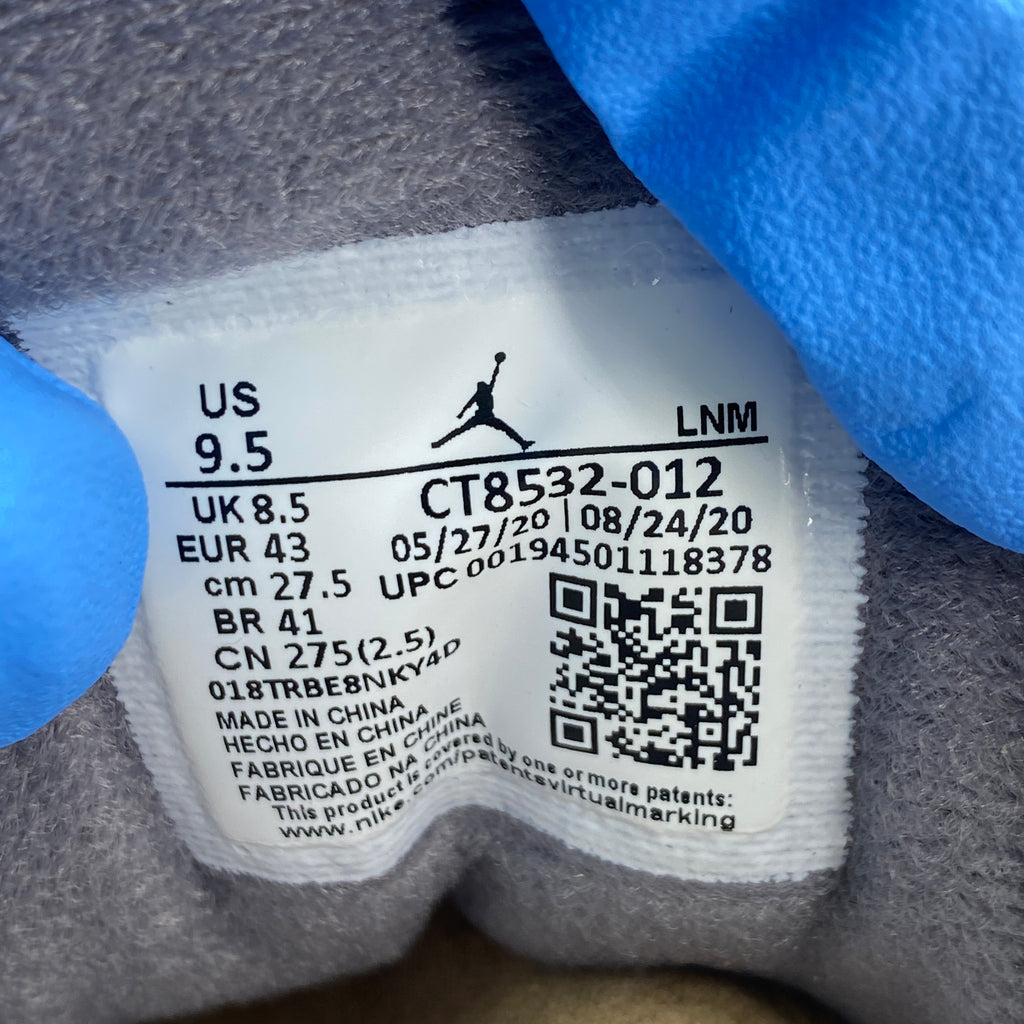 US
9.5
LNM
UK 8.5
EUR 43
cm 27.5
BR 41
CN 275(2.5)
018TRBE8NKY4D
CT8532-012
05/27/20 | 08/24/20
UPC 00194501118378
MADE IN CHINA
HECHO EN CHINA
FABRIQUE EN CHINE
FABRICADO NA CHINA
This product is covered by one or more patents:
www.nike.com/patentsvirtualmarking